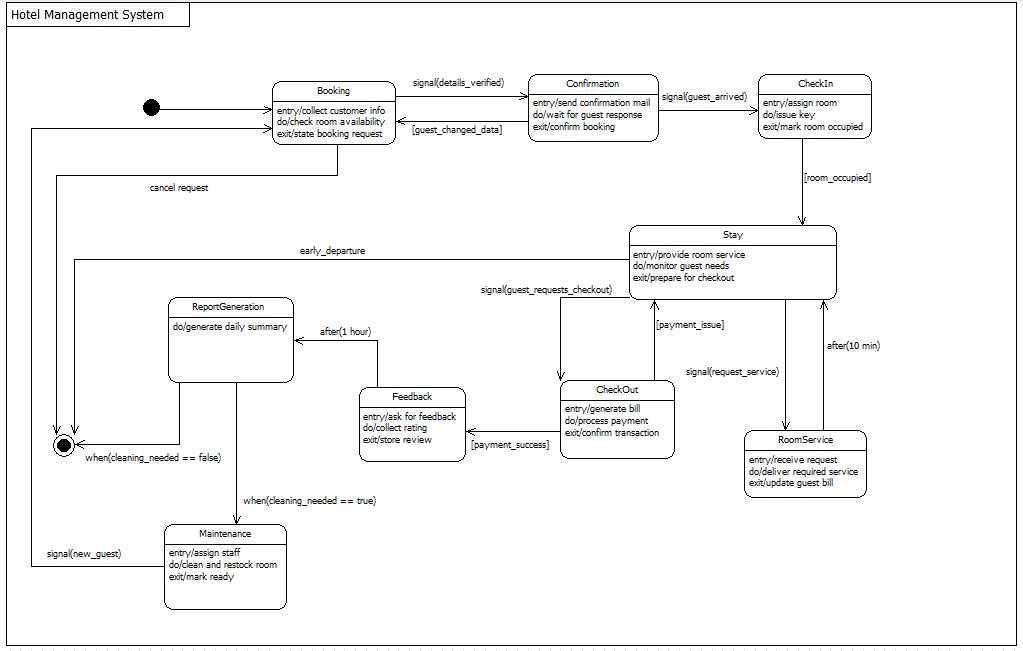 Hotel Management System
Booking
entry/collect customer info
do/check room availability
exit/state booking request
signal(details_verified)
[guest_changed_data]
Confirmation
entry/send confirmation mail
do/wait for guest response
exit/confirm booking
signal(guest_arrived)
CheckIn
entry/assign room
do/issue key
exit/mark room occupied
cancel request
[room_occupied]
Stay
entry/provide room service
do/monitor guest needs
exit/prepare for checkout
early_departure
signal(guest_requests_checkout)
[payment_issue]
after(10 min)
signal(request_service)
ReportGeneration
do/generate daily summary
after(1 hour)
Feedback
entry/ask for feedback
do/collect rating
exit/store review
CheckOut
entry/generate bill
do/process payment
exit/confirm transaction
[payment_success]
RoomService
entry/receive request
do/deliver required service
exit/update guest bill
when(cleaning_needed == false)
when(cleaning_needed == true)
Maintenance
entry/assign staff
do/clean and restock room
exit/mark ready
signal(new_guest)